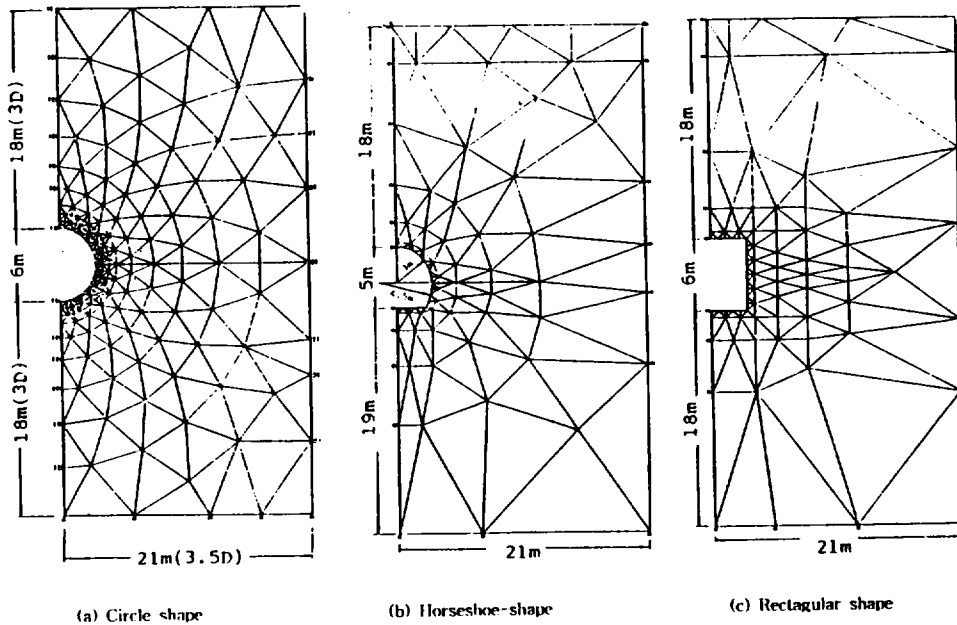 18m(3D)
6m
18m(3D)
21m(3.5D)
(a) Circle shape
18m
5m
19m
21m
(b) Horseshoe-shape
18m
6m
18m
21m
(c) Rectagular shape